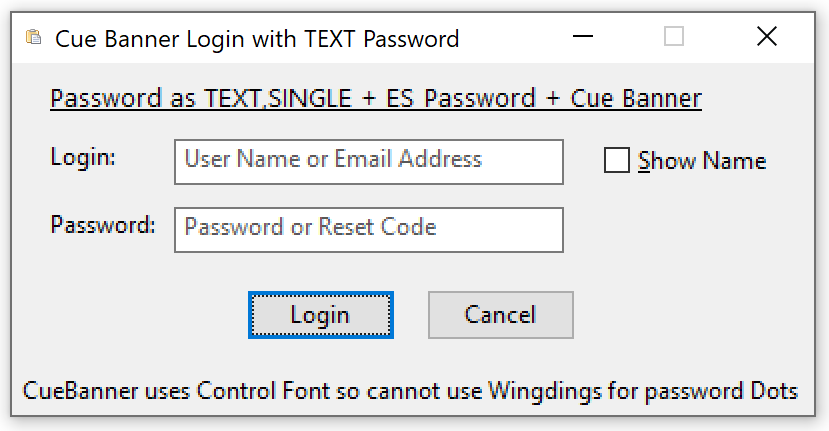 Cue Banner Login with TEXT Password
Password as TEXT,SINGLE + ES Password + Cue Banner
Login: User Name or Email Address Show Name
Password: Password or Reset Code
Login Cancel
CueBanner uses Control Font so cannot use Wingdings for password Dots